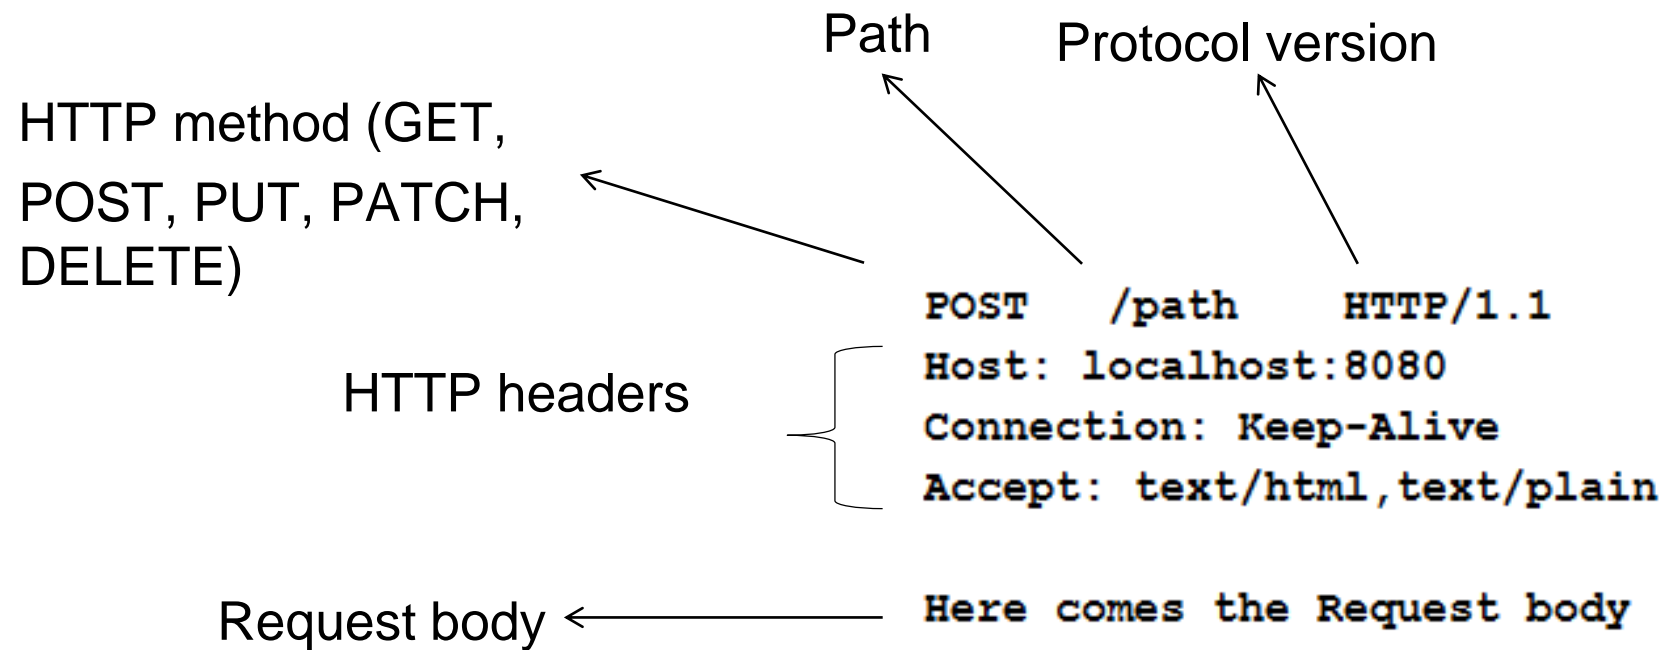 Path
Protocol version
HTTP method (GET,
POST, PUT, PATCH,
DELETE)
POST /path HTTP/1.1
Host: localhost:8080
HTTP headers
Connection: Keep-Alive
Accept: text/html,text/plain
Request body
Here comes the Request body